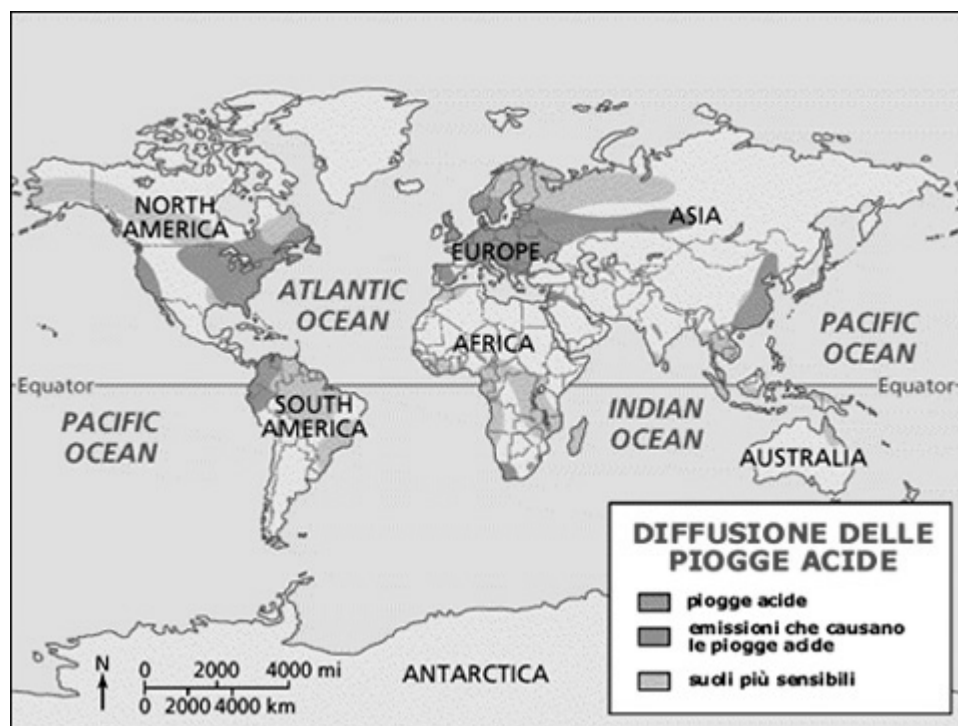 NORTH
AMERICA
EUROPE
ASIA
ATLANTIC
OCEAN
AFRICA
PACIFIC
OCEAN
Equator
Equator
SOUTH
AMERICA
PACIFIC
OCEAN
INDIAN
OCEAN
AUSTRALIA
DIFFUSIONE DELLE
PIOGGE ACIDE
piogge acide
emissioni che causano
le piogge acide
suoli più sensibili
N
0 2000 4000 mi
0 2000 4000 km
ANTARCTICA